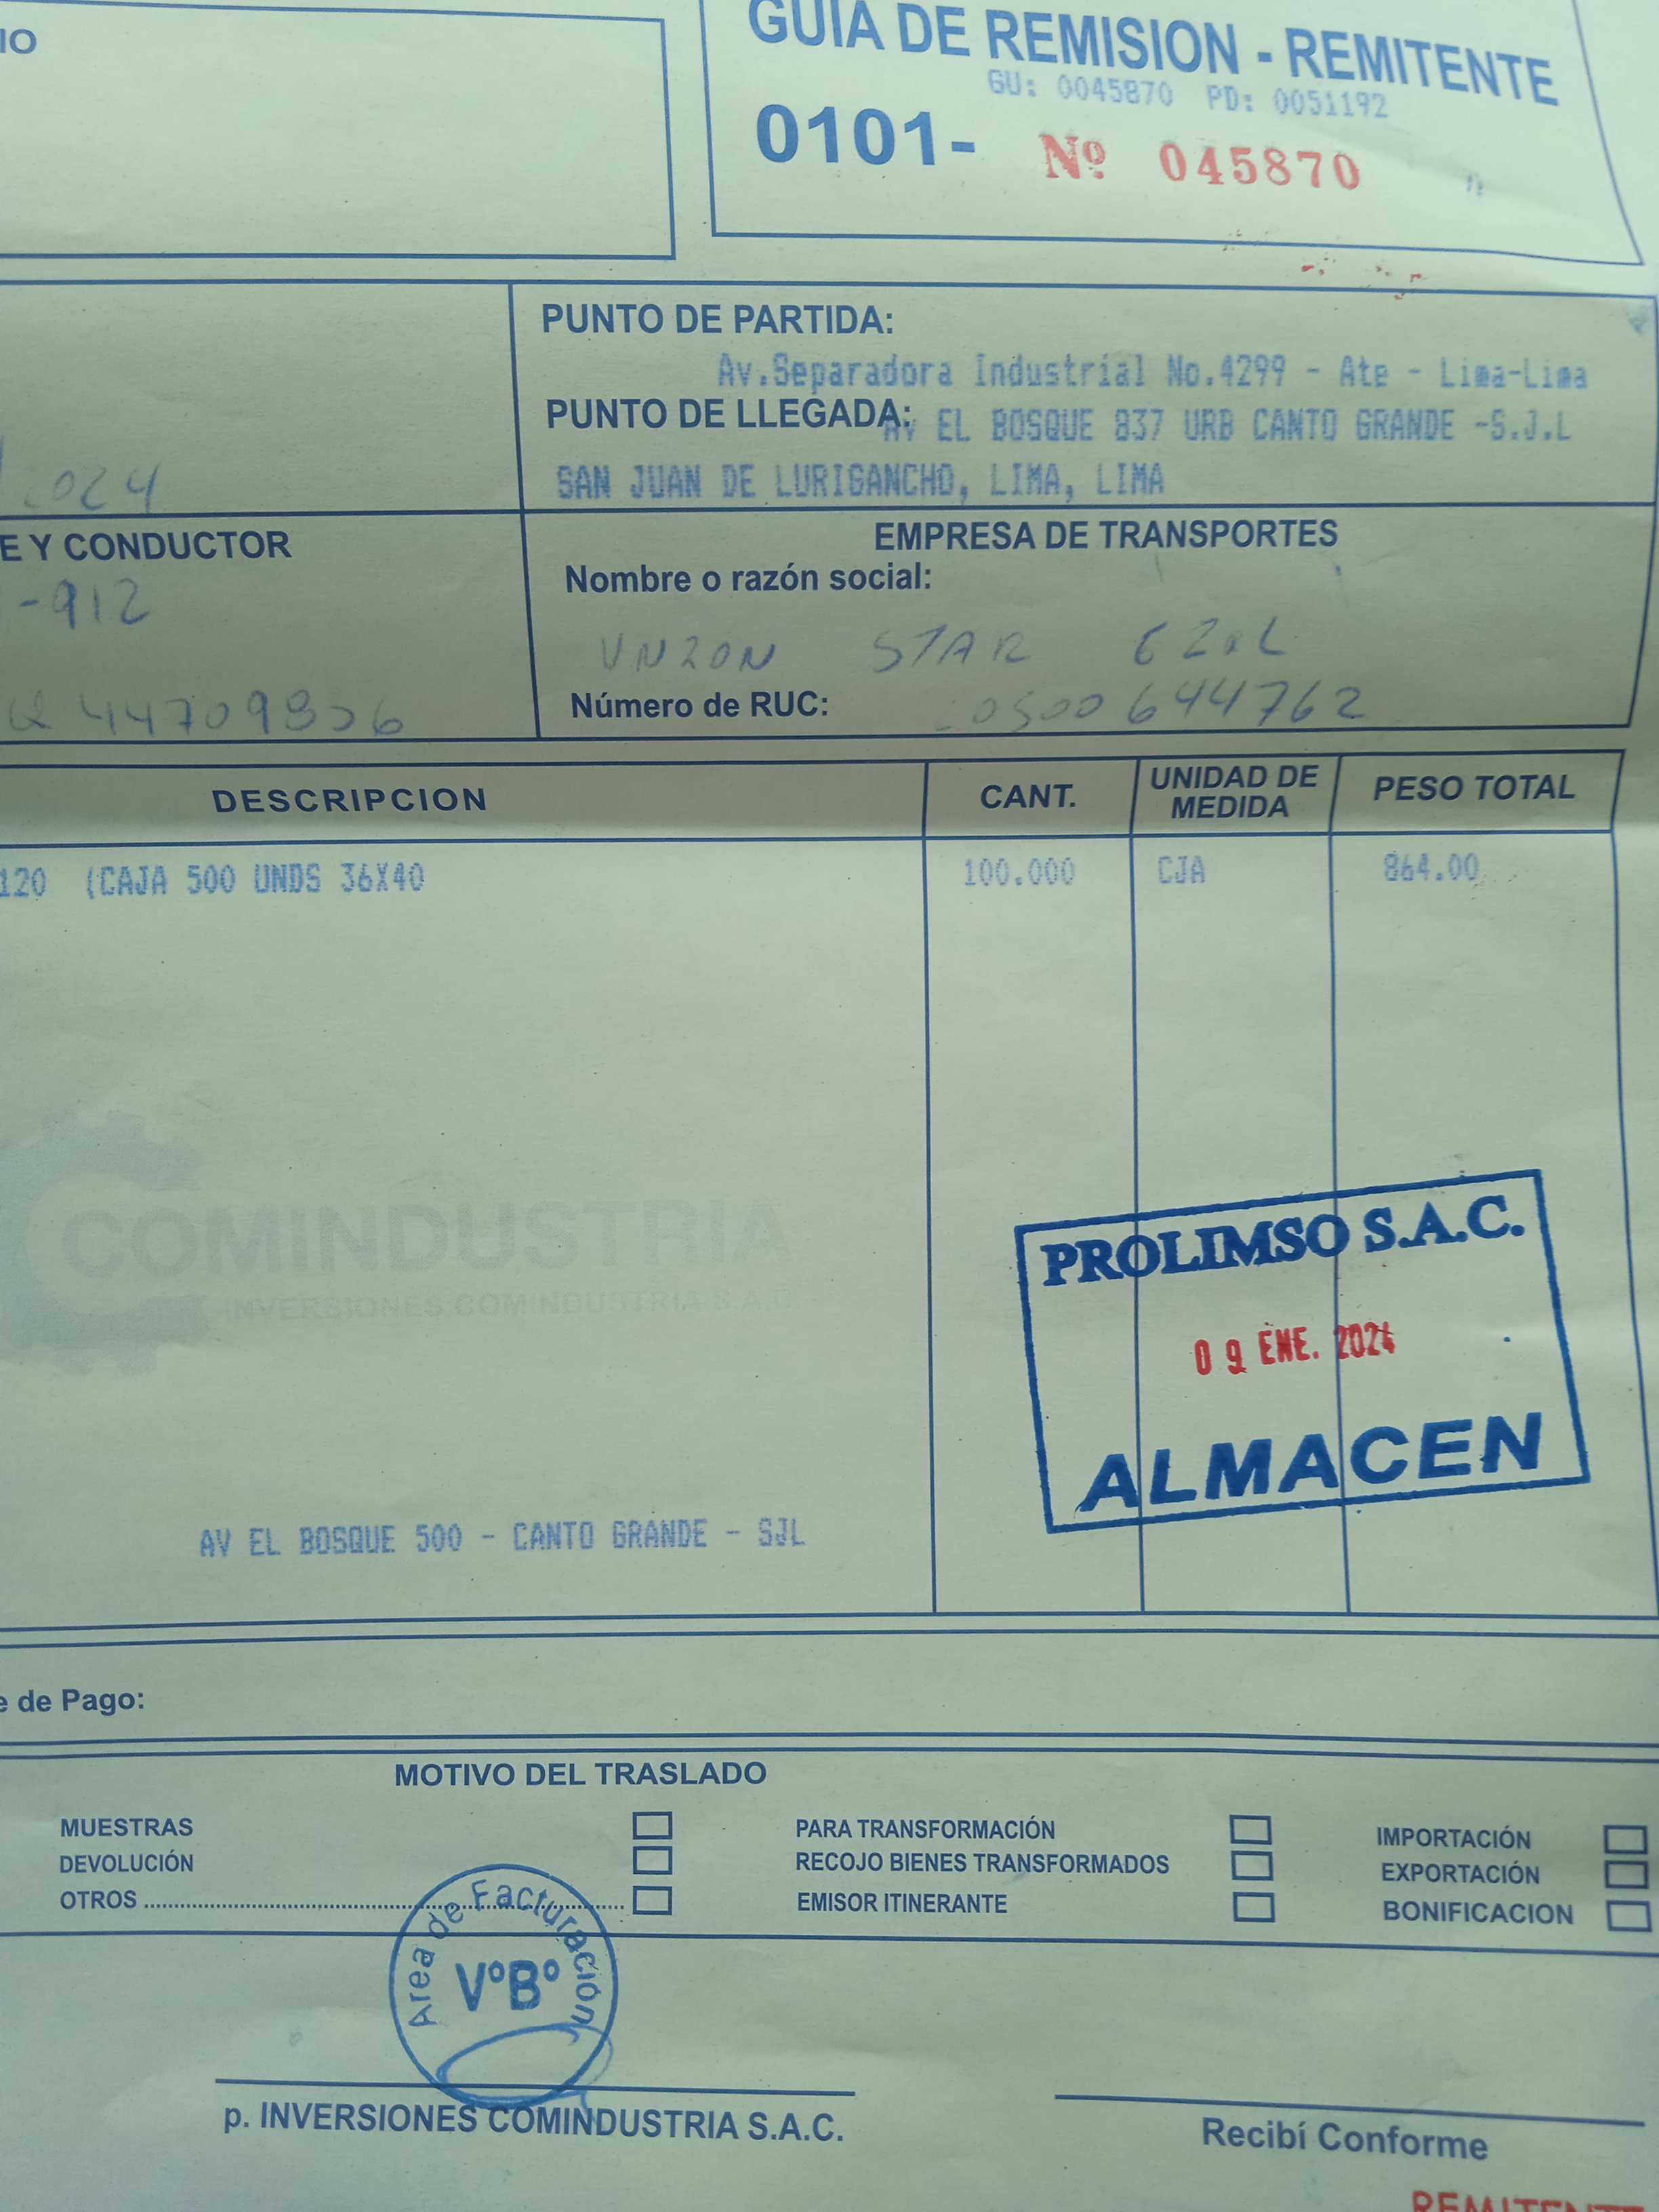 IO
GUIA DE REMISION - REMITENTE
GU: 0045870 PD: 0051192
0101- Nº 045870
PUNTO DE PARTIDA:
Av.Separadora Industrial No.4299 - Ate - Lima-Lima
PUNTO DE LLEGADA: AV EL BOSQUE 837 URB CANTO GRANDE -S.J.L
SAN JUAN DE LURIGANCHO, LIMA, LIMA
024
E Y CONDUCTOR
-912
44709836
EMPRESA DE TRANSPORTES
Nombre o razón social:
STAR
Número de RUC: 0500644762
DESCRIPCION CANT. UNIDAD DE MEDIDA PESO TOTAL
120 (CAJA 500 UNDS 36X40 100.000 CJA 864.00
COMINDUSTRIA
INVERSIONES COMINDUSTRIA S.A.C.
PROLIMSO S.A.C.
09 ENE. 2024
ALMACEN
AV EL BOSQUE 500 - CANTO GRANDE - SJL
e de Pago:
MOTIVO DEL TRASLADO
MUESTRAS PARA TRANSFORMACIÓN IMPORTACIÓN
DEVOLUCIÓN RECOJO BIENES TRANSFORMADOS EXPORTACIÓN
OTROS EMISOR ITINERANTE BONIFICACION
Area de Facturación
VºBº
p. INVERSIONES COMINDUSTRIA S.A.C.
Recibí Conforme
REMITENTE